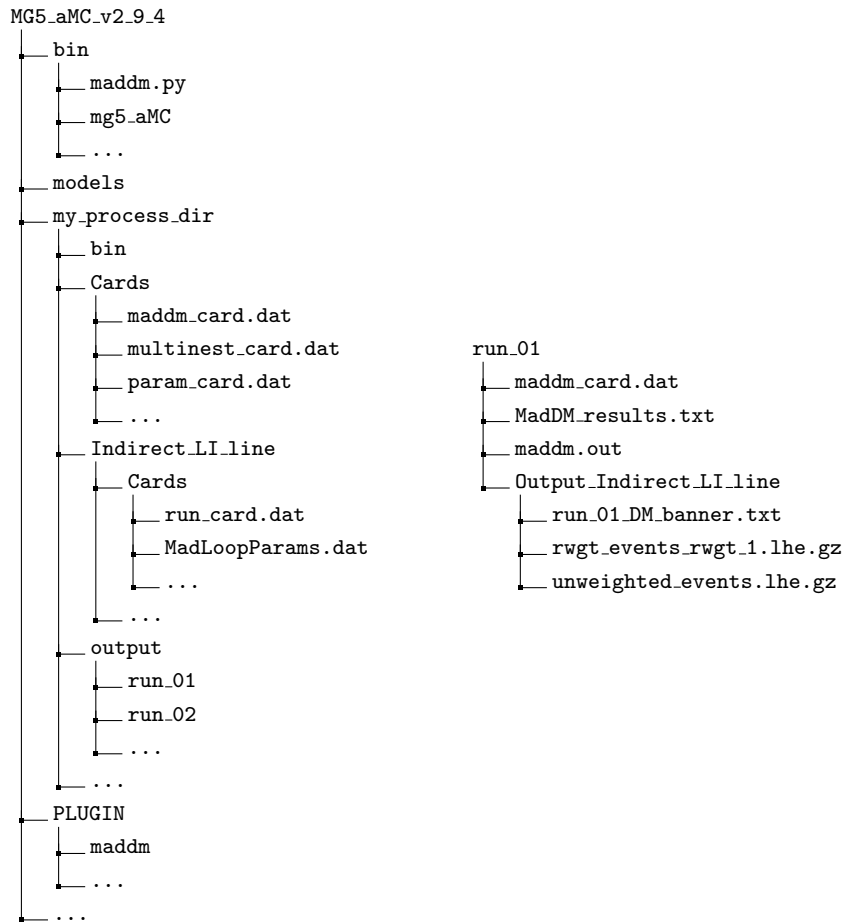 MG5_aMC_v2_9_4
bin
maddm.py
mg5_aMC
...
models
my_process_dir
bin
Cards
maddm_card.dat
multinest_card.dat
param_card.dat
...
Indirect_LI_line
Cards
run_card.dat
MadLoopParams.dat
...
...
output
run_01
run_02
...
...
PLUGIN
maddm
...
...
run_01
maddm_card.dat
MadDM_results.txt
maddm.out
Output_Indirect_LI_line
run_01_DM_banner.txt
rwgt_events_rwgt_1.lhe.gz
unweighted_events.lhe.gz